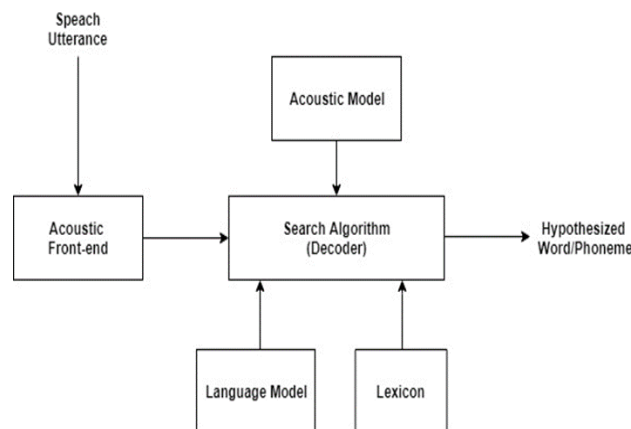 Speach
Utterance
Acoustic Model
Acoustic
Front-end
Search Algorithm
(Decoder)
Hypothesized
Word/Phoneme
Language Model
Lexicon